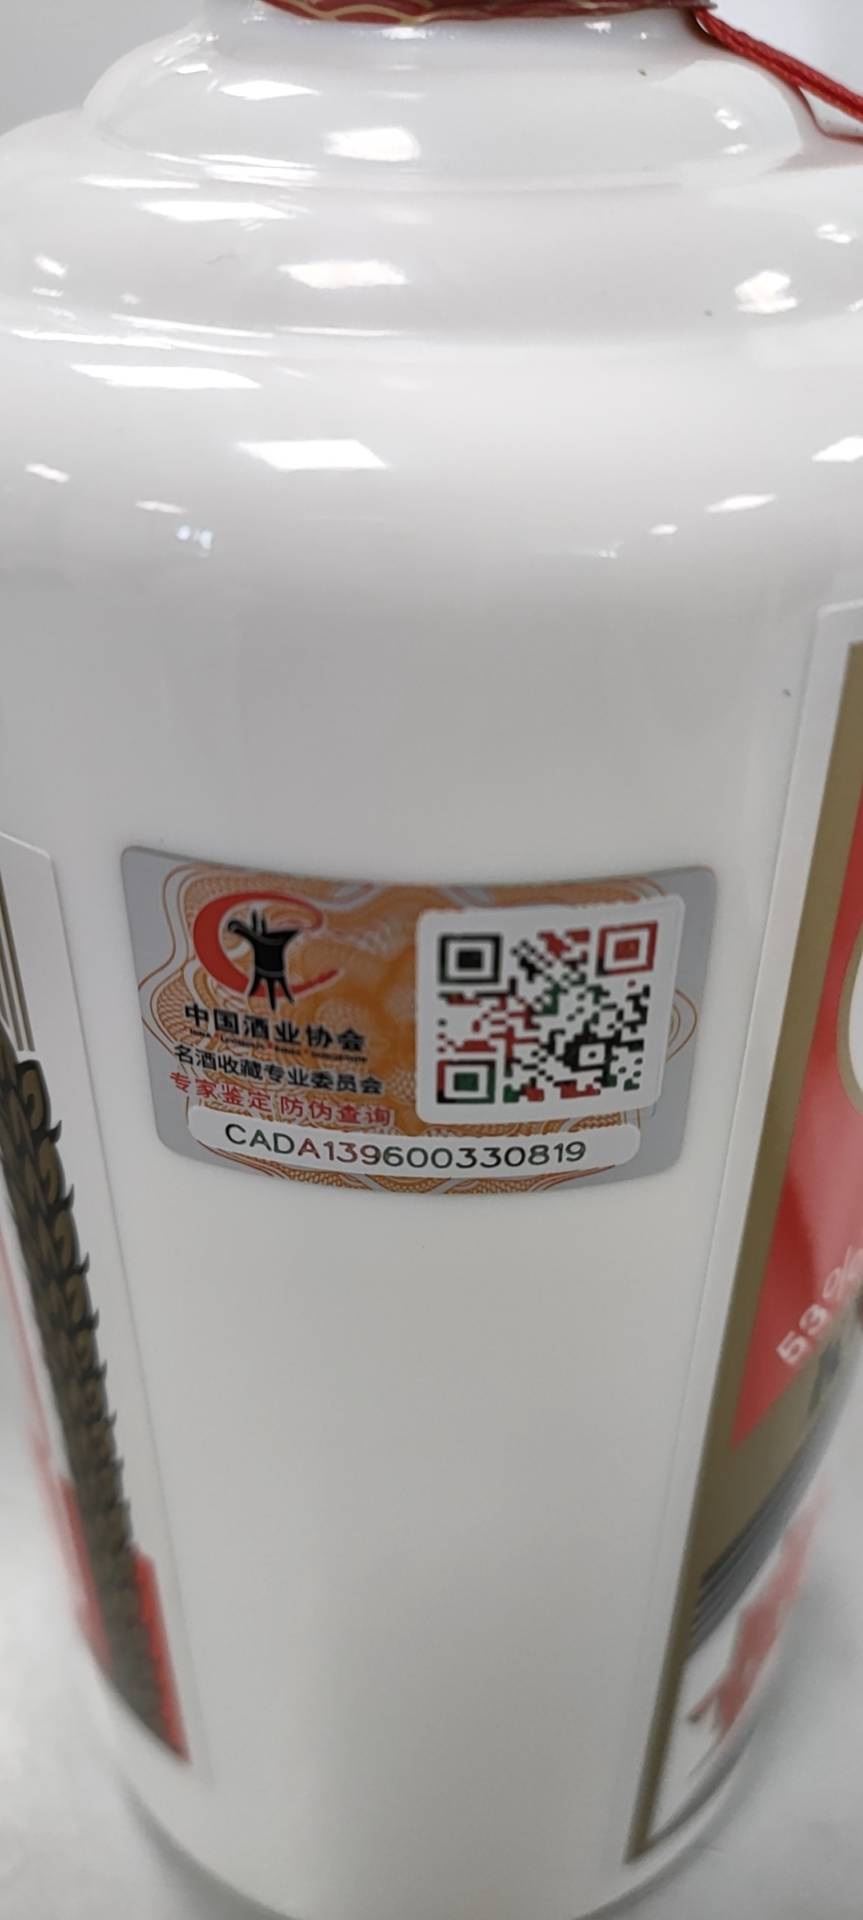 中国酒业协会
名酒收藏专业委员会
专家鉴定 防伪查询
CADA139600330819
53%